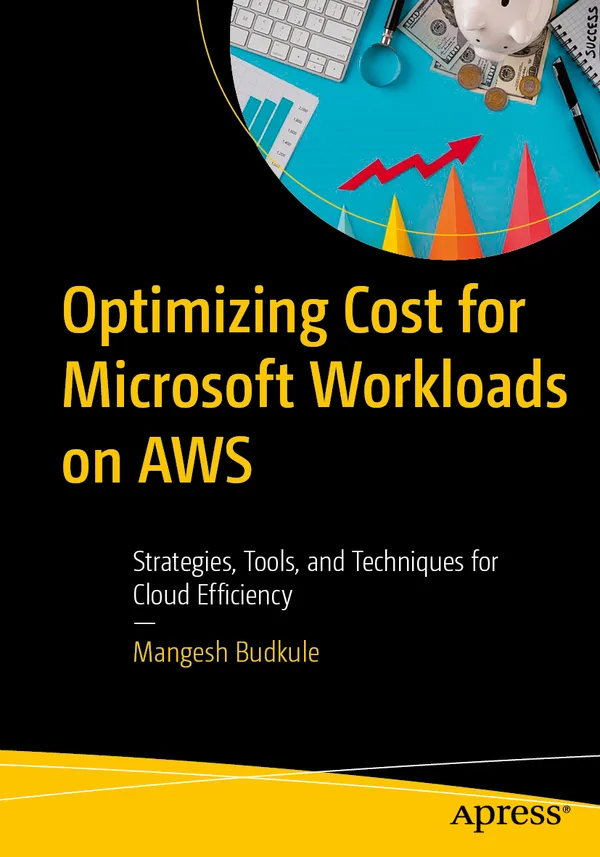 SUCCESS
Optimizing Cost for
Microsoft Workloads
on AWS
Strategies, Tools, and Techniques for
Cloud Efficiency
Mangesh Budkule
Apress®